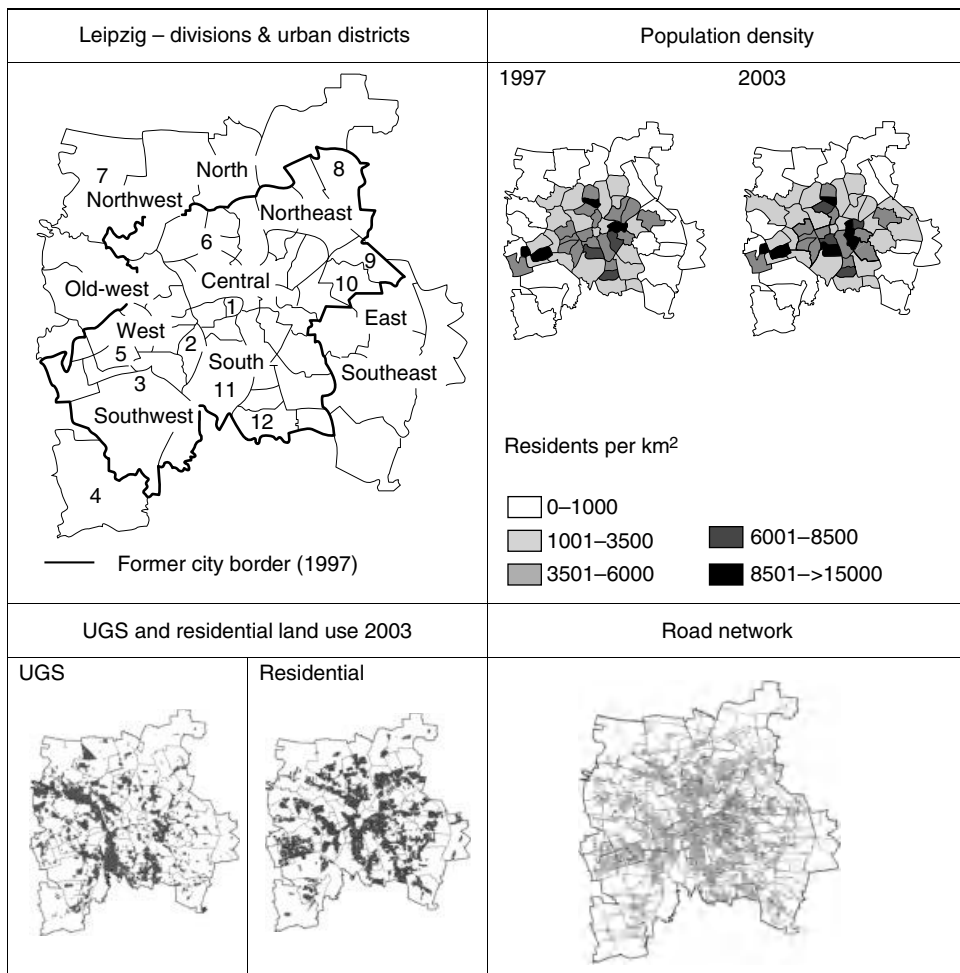 Leipzig – divisions & urban districts
Population density
1997
2003
7
8
North
Northwest
Northeast
6
9
Old-west
Central
10
1
East
West
2
5
South
Southeast
3
11
Southwest
12
4
Former city border (1997)
Residents per km²
0–1000
1001–3500
6001–8500
3501–6000
8501–>15000
UGS and residential land use 2003
Road network
UGS
Residential